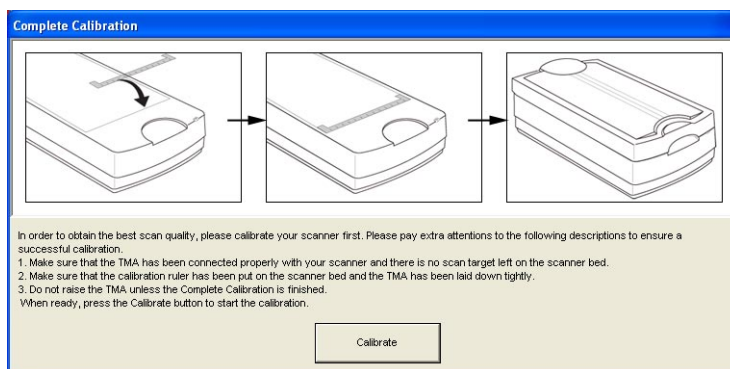 Complete Calibration
In order to obtain the best scan quality, please calibrate your scanner first. Please pay extra attentions to the following descriptions to ensure a
successful calibration.
1. Make sure that the TMA has been connected properly with your scanner and there is no scan target left on the scanner bed.
2. Make sure that the calibration ruler has been put on the scanner bed and the TMA has been laid down tightly.
3. Do not raise the TMA unless the Complete Calibration is finished.
When ready, press the Calibrate button to start the calibration.
Calibrate